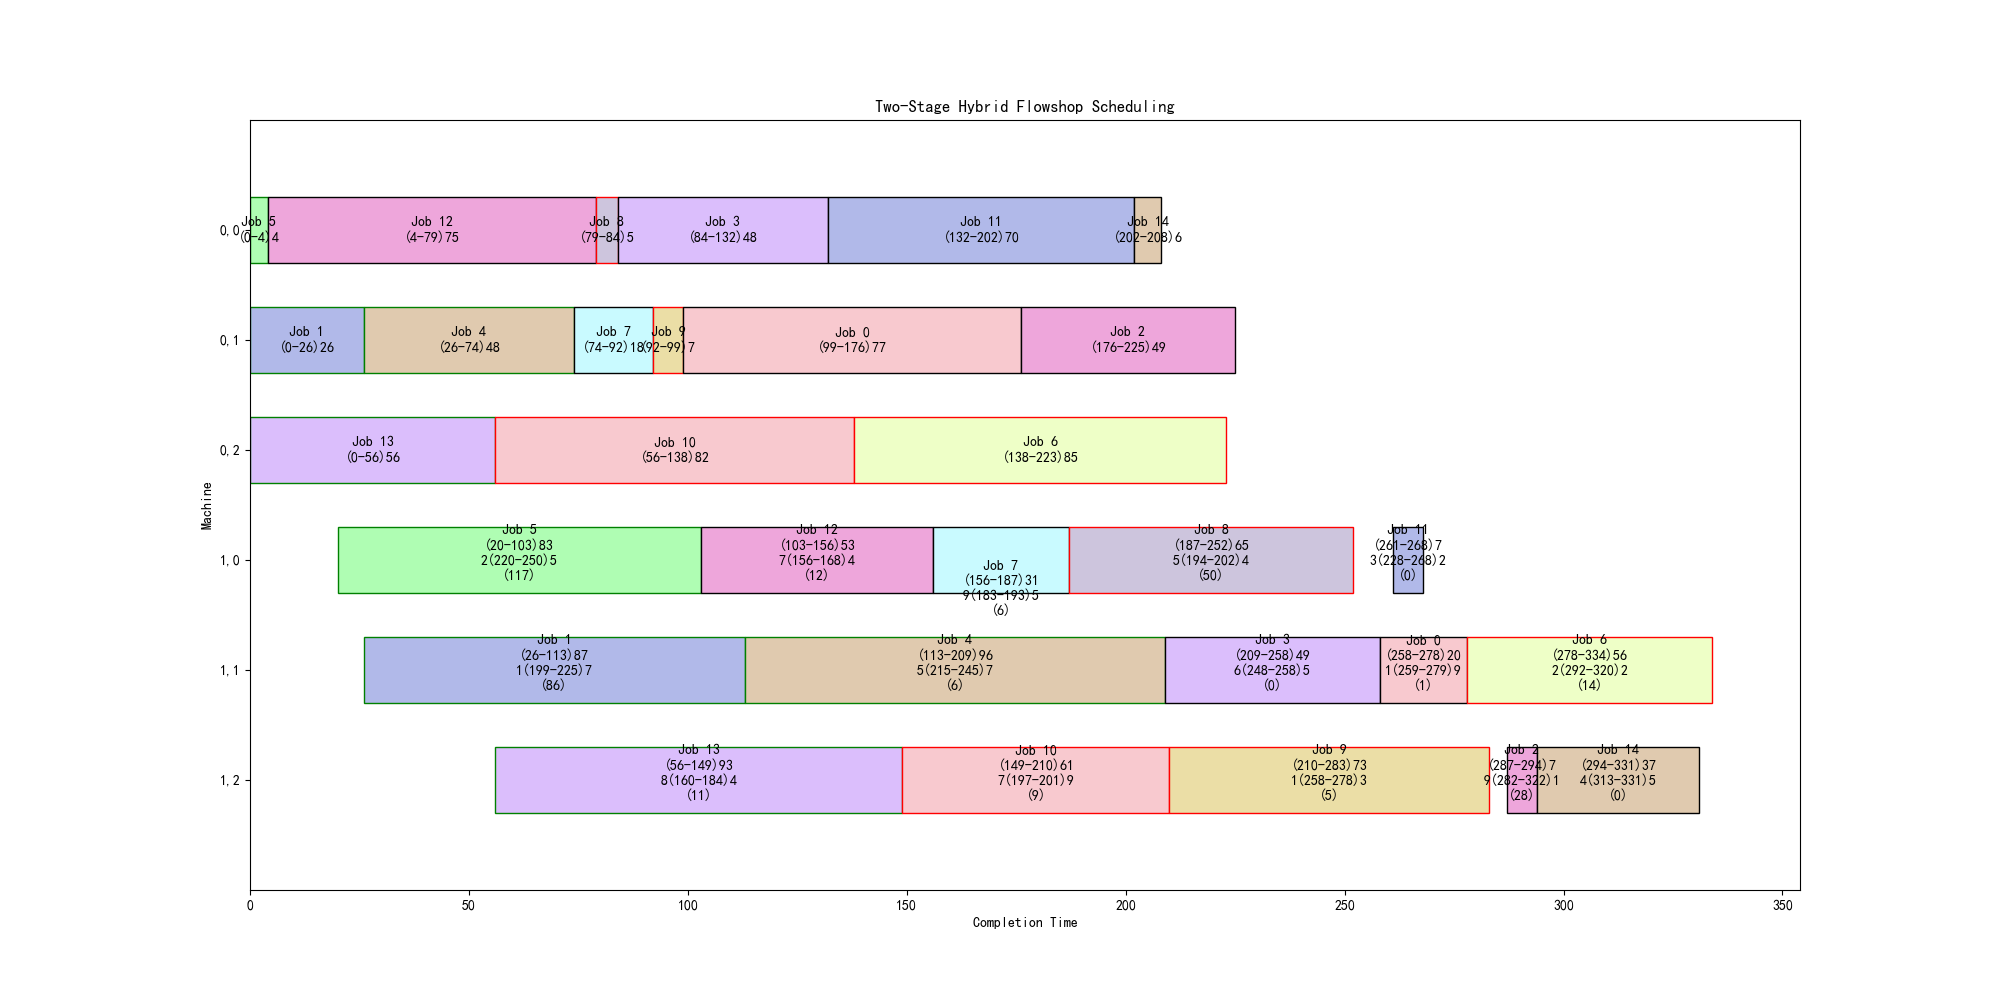 Two-Stage Hybrid Flowshop Scheduling
0,0
Job 5
(0-4)4
Job 12
(4-79)75
Job 8
(79-84)5
Job 3
(84-132)48
Job 11
(132-202)70
Job 14
(202-208)6
0,1
Job 1
(0-26)26
Job 4
(26-74)48
Job 7
(74-92)18
Job 9
(92-99)7
Job 0
(99-176)77
Job 2
(176-225)49
0,2
Job 13
(0-56)56
Job 10
(56-138)82
Job 6
(138-223)85
Machine
1,0
Job 5
(20-103)83
2(220-250)5
(117)
Job 12
(103-156)53
7(156-168)4
(12)
Job 7
(156-187)31
9(183-193)5
(6)
Job 8
(187-252)65
5(194-202)4
(50)
Job 11
(261-268)7
3(228-268)2
(0)
1,1
Job 1
(26-113)87
1(199-225)7
(86)
Job 4
(113-209)96
5(215-245)7
(6)
Job 3
(209-258)49
6(248-258)5
(0)
Job 0
(258-278)20
1(259-279)9
(1)
Job 6
(278-334)56
2(292-320)2
(14)
1,2
Job 13
(56-149)93
8(160-184)4
(11)
Job 10
(149-210)61
7(197-201)9
(9)
Job 9
(210-283)73
1(258-278)3
(5)
Job 2
(287-294)7
9(282-322)1
(28)
Job 14
(294-331)37
4(313-331)5
(0)
0 50 100 150 200 250 300 350
Completion Time